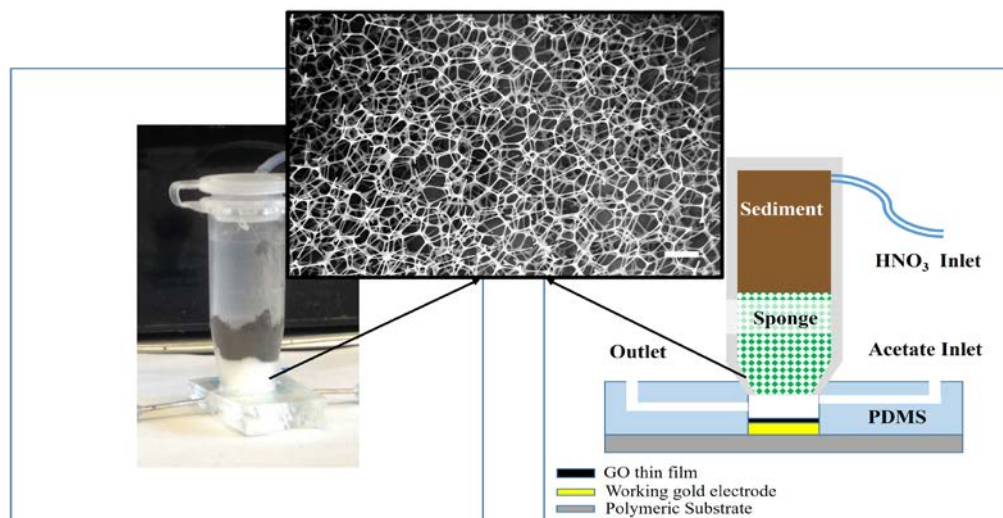 Sediment
HNO₃ Inlet
Sponge
Outlet
Acetate Inlet
PDMS
GO thin film
Working gold electrode
Polymeric Substrate